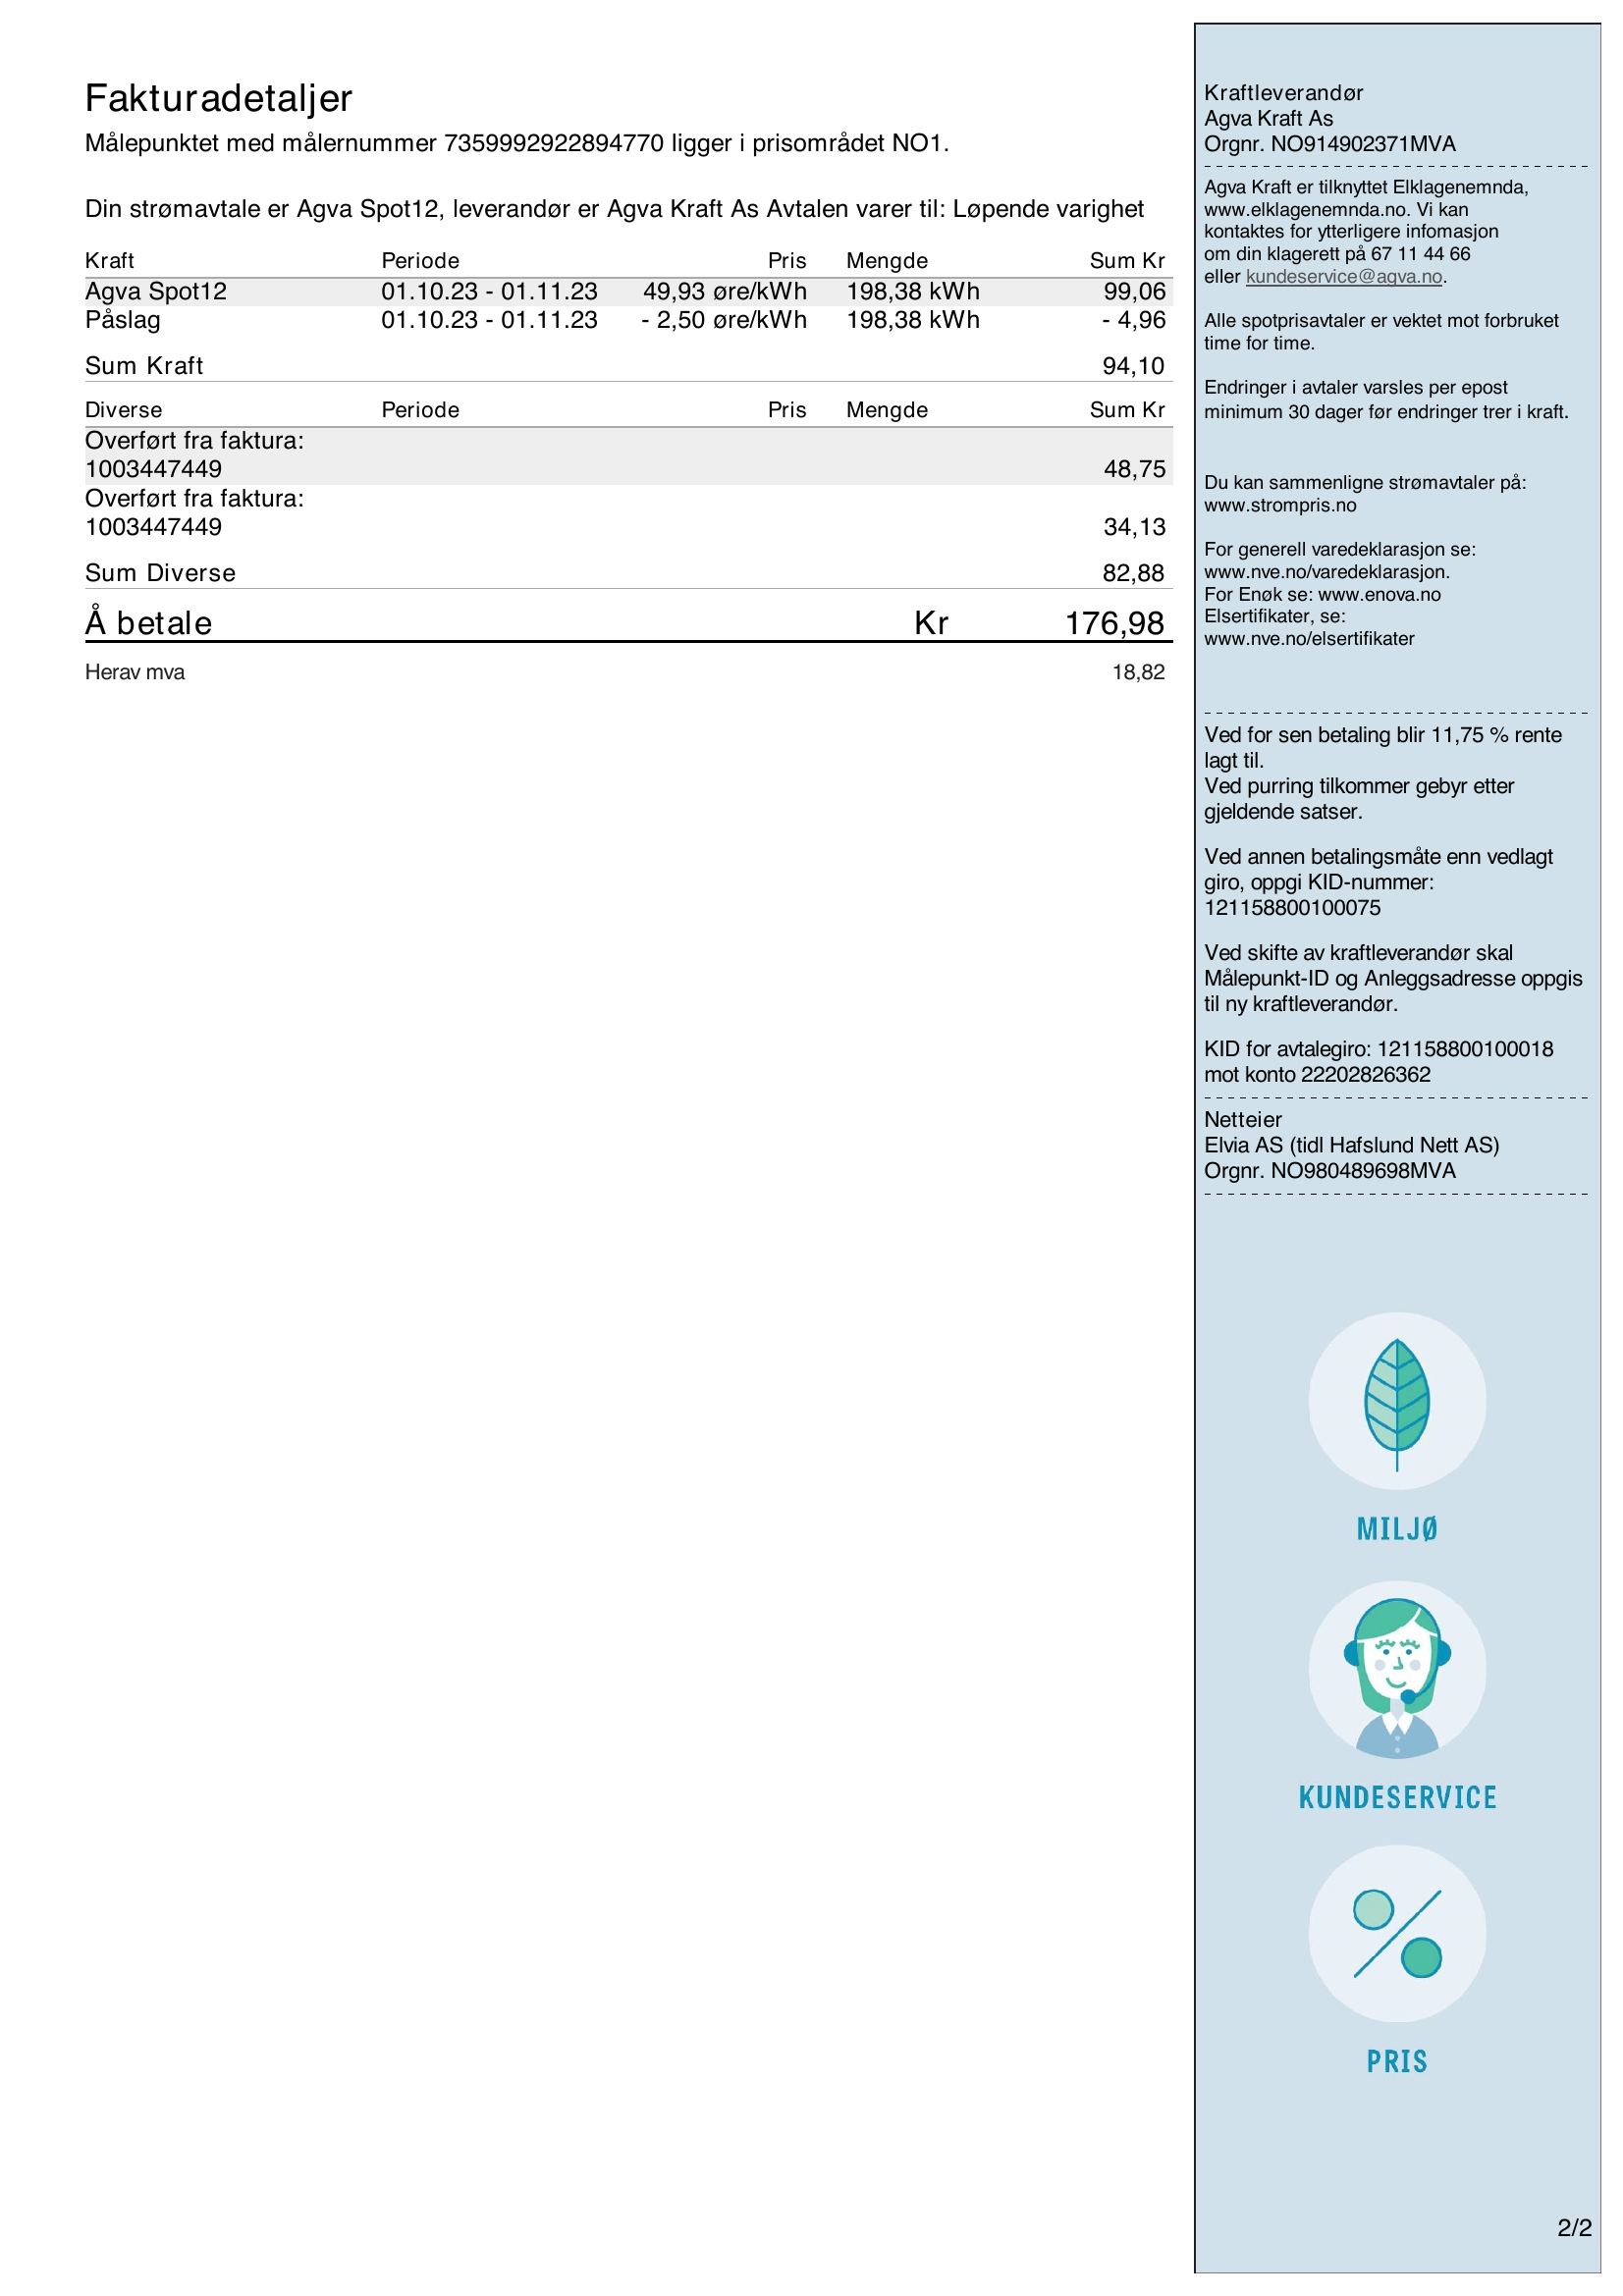 Fakturadetaljer
Målepunktet med målernummer 7359992922894770 ligger i prisområdet NO1.
Din strømavtale er Agva Spot12, leverandør er Agva Kraft As Avtalen varer til: Løpende varighet
Kraft Periode Pris Mengde Sum Kr
Agva Spot12 01.10.23 - 01.11.23 49,93 øre/kWh 198,38 kWh 99,06
Påslag 01.10.23 - 01.11.23 - 2,50 øre/kWh 198,38 kWh - 4,96
Sum Kraft 94,10
Diverse Periode Pris Mengde Sum Kr
Overført fra faktura:
1003447449 48,75
Overført fra faktura:
1003447449 34,13
Sum Diverse 82,88
Å betale Kr 176,98
Herav mva 18,82
Kraftleverandør
Agva Kraft As
Orgnr. NO914902371MVA
Agva Kraft er tilknyttet Elklagenemnda,
www.elklagenemnda.no. Vi kan
kontaktes for ytterligere infomasjon
om din klagerett på 67 11 44 66
eller kundeservice@agva.no.
Alle spotprisavtaler er vektet mot forbruket
time for time.
Endringer i avtaler varsles per epost
minimum 30 dager før endringer trer i kraft.
Du kan sammenligne strømavtaler på:
www.strompris.no
For generell varedeklarasjon se:
www.nve.no/varedeklarasjon.
For Enøk se: www.enova.no
Elsertifikater, se:
www.nve.no/elsertifikater
Ved for sen betaling blir 11,75 % rente
lagt til.
Ved purring tilkommer gebyr etter
gjeldende satser.
Ved annen betalingsmåte enn vedlagt
giro, oppgi KID-nummer:
121158800100075
Ved skifte av kraftleverandør skal
Målepunkt-ID og Anleggsadresse oppgis
til ny kraftleverandør.
KID for avtalegiro: 121158800100018
mot konto 22202826362
Netteier
Elvia AS (tidl Hafslund Nett AS)
Orgnr. NO980489698MVA
MILJØ
KUNDESERVICE
PRIS
2/2